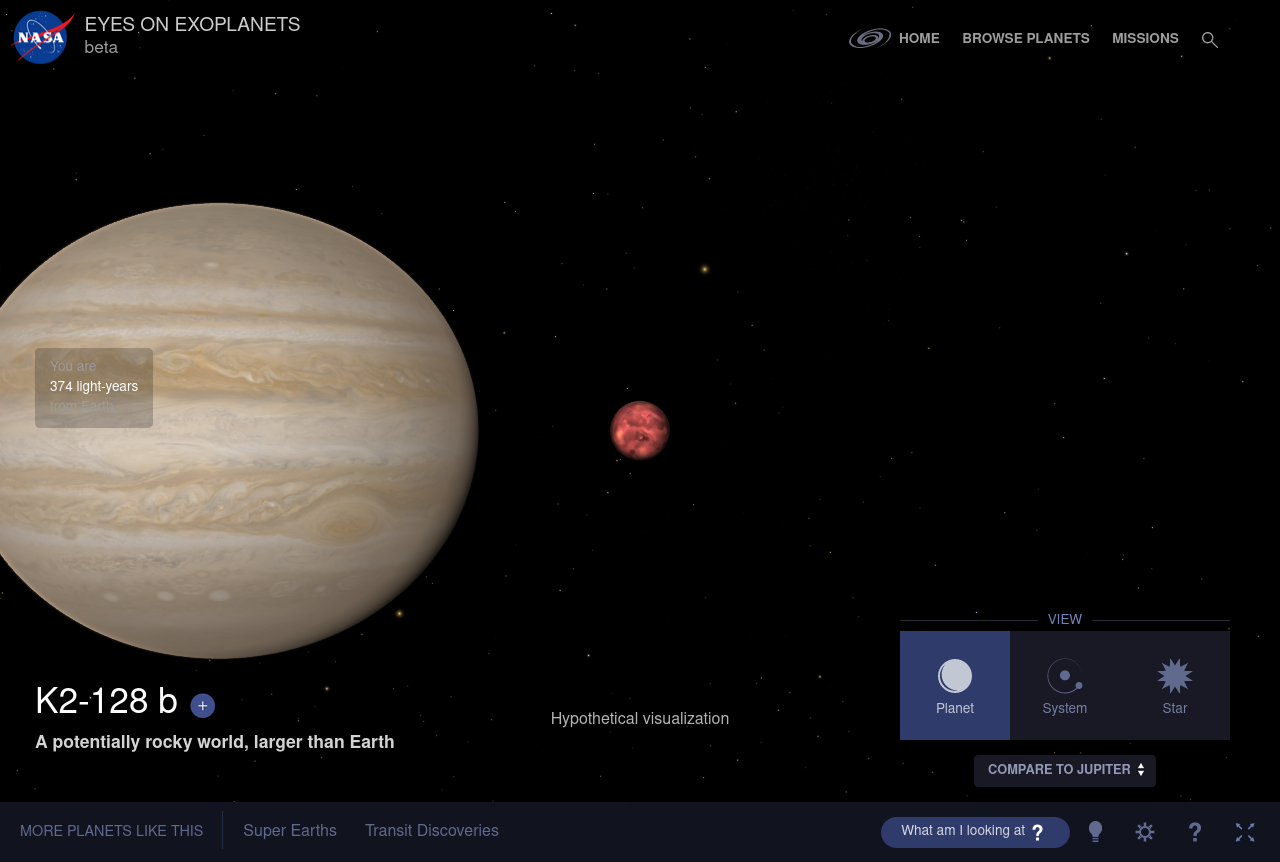 NASA
EYES ON EXOPLANETS
beta
HOME
BROWSE PLANETS
MISSIONS
You are
374 light-years
from Earth
K2-128 b +
A potentially rocky world, larger than Earth
Hypothetical visualization
VIEW
Planet
System
Star
COMPARE TO JUPITER
MORE PLANETS LIKE THIS
Super Earths
Transit Discoveries
What am I looking at ?
?